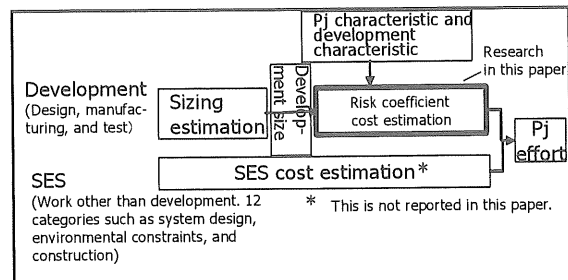 Pj characteristic and
development
characteristic
Research
in this paper
Development
(Design, manufac-
turing, and test)
Sizing
estimation
Develop-
ment size
Risk coefficient
cost estimation
Pj
effort
SES cost estimation*
SES
(Work other than development. 12
categories such as system design,
environmental constraints, and
construction)
* This is not reported in this paper.